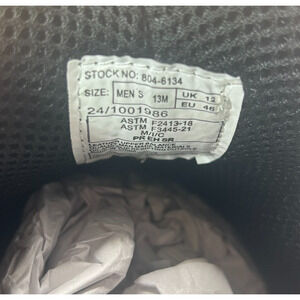 STOCK NO: 804-6134
SIZE: MEN S 13M UK 12 EU 46
24/1001986
ASTM F2413-18
ASTM F3445-21
M/I/C
PR EH SR